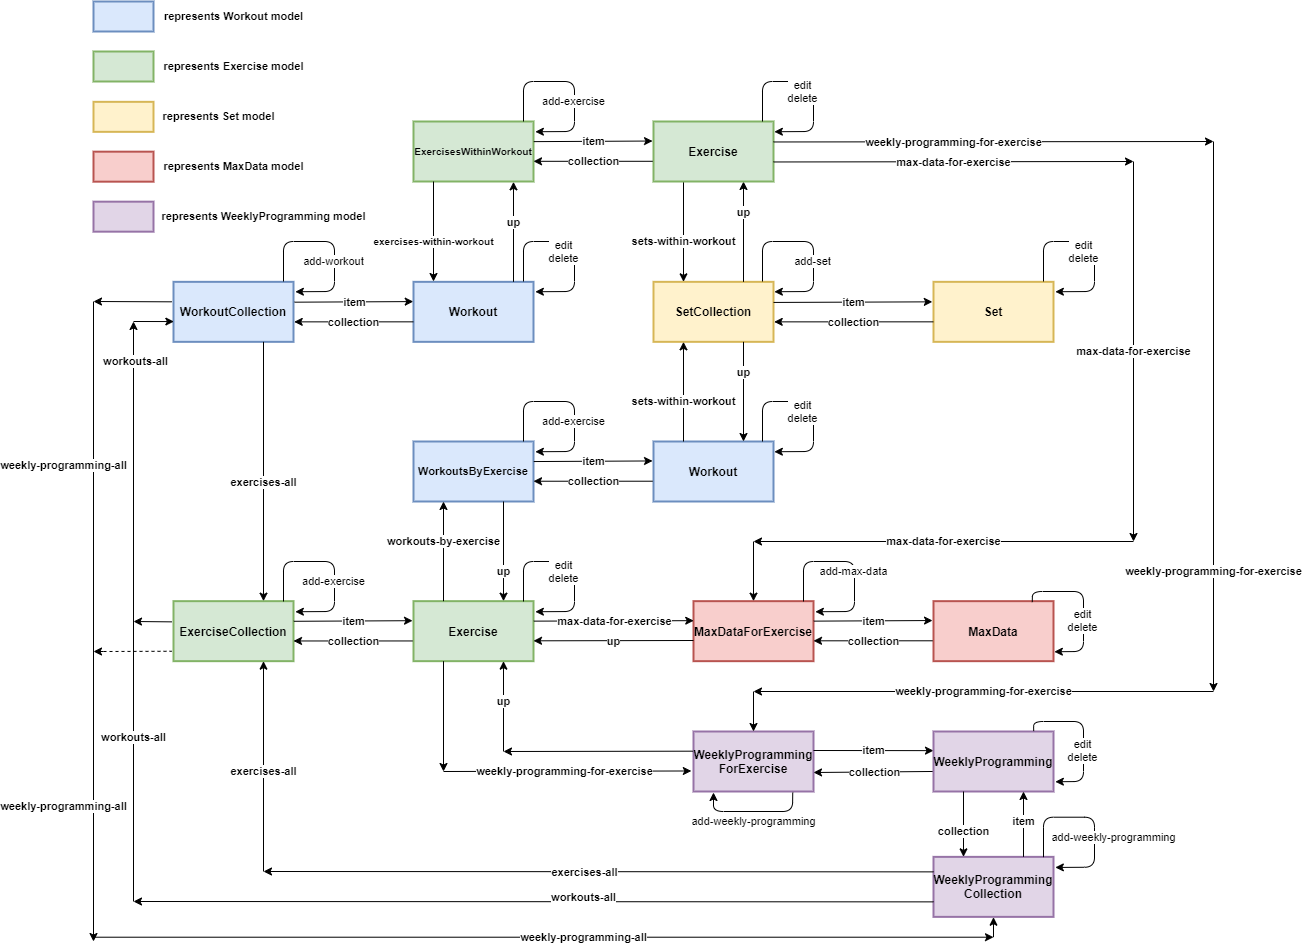 represents Workout model
represents Exercise model
represents Set model
represents MaxData model
represents WeeklyProgramming model
add-exercise
edit
delete
ExercisesWithinWorkout
item
collection
Exercise
weekly-programming-for-exercise
max-data-for-exercise
exercises-within-workout
up
sets-within-workout
up
add-workout
edit
delete
add-set
edit
delete
WorkoutCollection
item
collection
Workout
SetCollection
item
collection
Set
workouts-all
max-data-for-exercise
sets-within-workout
up
add-exercise
edit
delete
weekly-programming-all
exercises-all
WorkoutsByExercise
item
collection
Workout
workouts-by-exercise
up
max-data-for-exercise
weekly-programming-for-exercise
add-exercise
edit
delete
add-max-data
edit
delete
ExerciseCollection
item
collection
Exercise
max-data-for-exercise
up
MaxDataForExercise
item
collection
MaxData
weekly-programming-for-exercise
up
workouts-all
exercises-all
weekly-programming-for-exercise
WeeklyProgramming
ForExercise
item
collection
WeeklyProgramming
edit
delete
weekly-programming-all
add-weekly-programming
collection
item
add-weekly-programming
exercises-all
WeeklyProgramming
Collection
workouts-all
weekly-programming-all